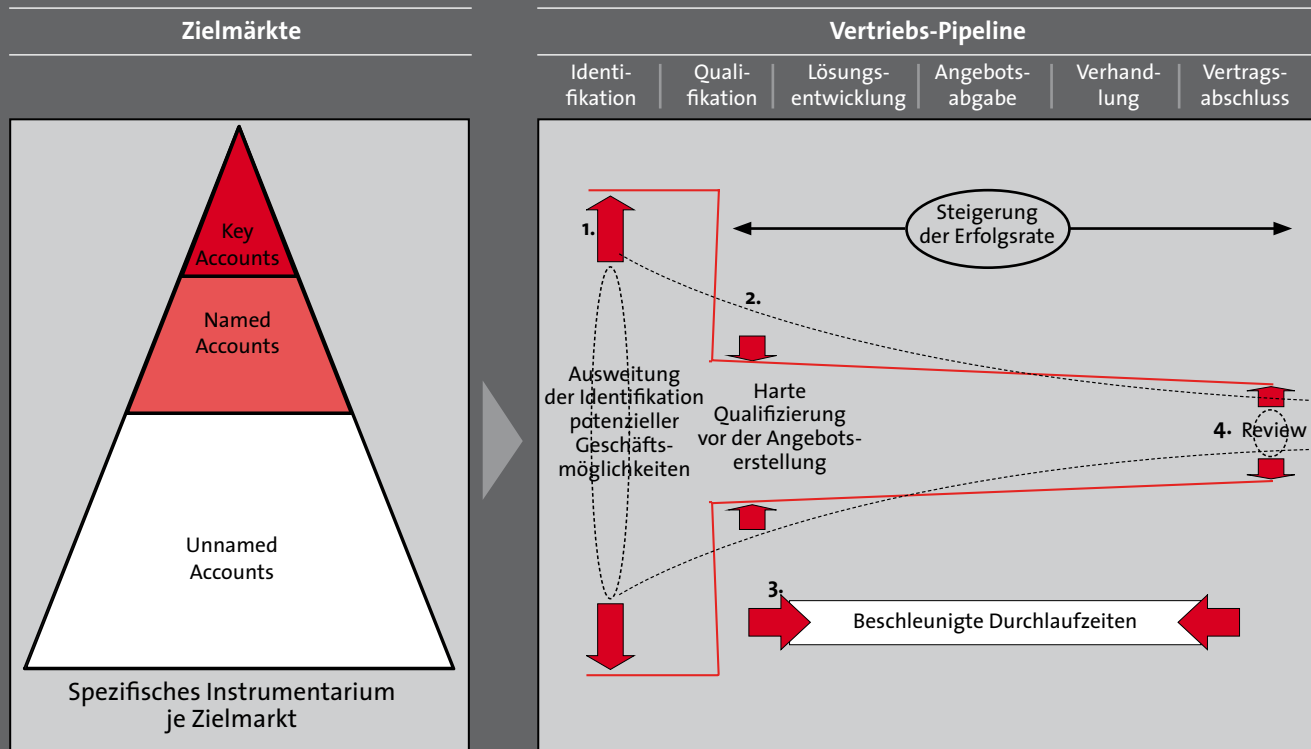 Zielmärkte
Key
Accounts
Named
Accounts
Unnamed
Accounts
Spezifisches Instrumentarium
je Zielmarkt
Vertriebs-Pipeline
Identi-
fikation
Quali-
fikation
Lösungs-
entwicklung
Angebots-
abgabe
Verhand-
lung
Vertrags-
abschluss
1.
Steigerung
der Erfolgsrate
2.
Ausweitung
der Identifikation
potenzieller
Geschäfts-
möglichkeiten
Harte
Qualifizierung
vor der Angebots-
erstellung
4. Review
3.
Beschleunigte Durchlaufzeiten